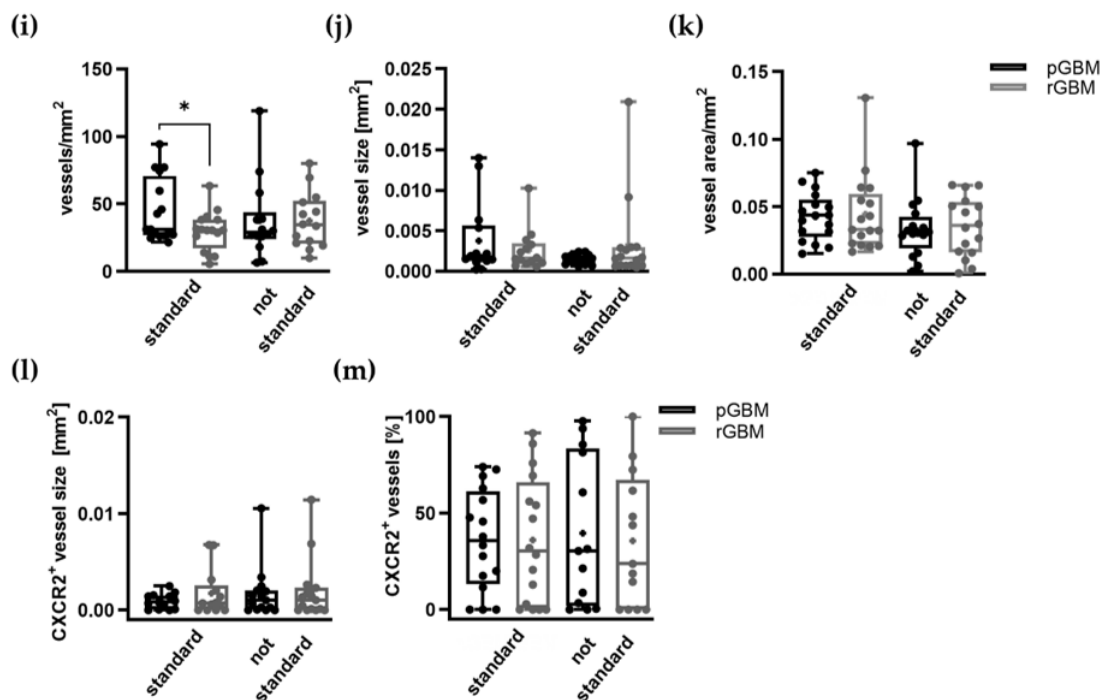 (i)
(j)
(k)
vessels/mm²
150
100
50
0
*
standard
not
standard
vessel size [mm²]
0.025
0.020
0.015
0.010
0.005
0.000
standard
not
standard
vessel area/mm²
0.15
0.10
0.05
0.00
standard
not
standard
pGBM
rGBM
(l)
(m)
CXCR2⁺ vessel size [mm²]
0.02
0.01
0.00
standard
not
standard
CXCR2⁺ vessels [%]
100
50
0
standard
not
standard
pGBM
rGBM